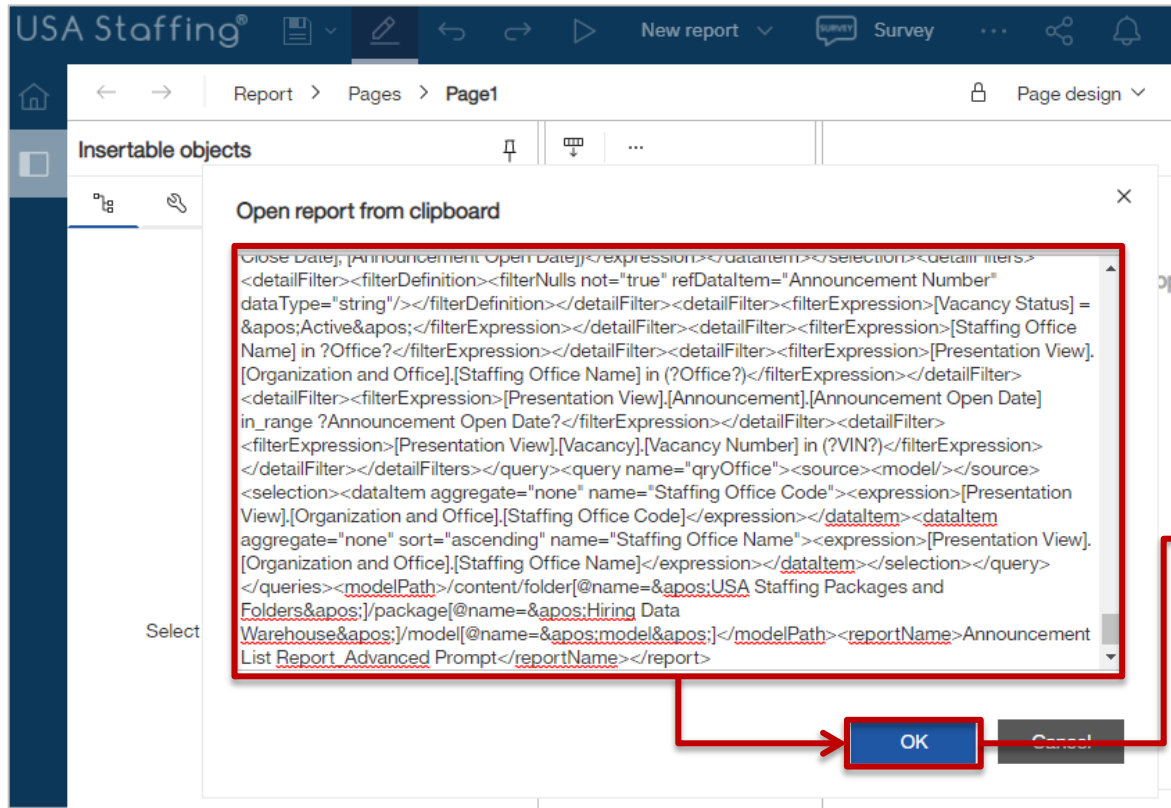 USA Staffing®
New report
SURVEY Survey
Report > Pages > Page1
Page design
Insertable objects
Open report from clipboard
Close Date], [Announcement Open Date])</expression></dataItem></selection><detailFilters>
<detailFilter><filterDefinition><filterNulls not="true" refDataItem="Announcement Number"
dataType="string"/></filterDefinition></detailFilter><detailFilter><filterExpression>[Vacancy Status] =
&apos;Active&apos;</filterExpression></detailFilter><detailFilter><filterExpression>[Staffing Office
Name] in ?Office?</filterExpression></detailFilter><detailFilter><filterExpression>[Presentation View].
[Organization and Office].[Staffing Office Name] in (?Office?)</filterExpression></detailFilter>
<detailFilter><filterExpression>[Presentation View].[Announcement].[Announcement Open Date]
in_range ?Announcement Open Date?</filterExpression></detailFilter><detailFilter>
<filterExpression>[Presentation View].[Vacancy].[Vacancy Number] in (?VIN?)</filterExpression>
</detailFilter></detailFilters></query><query name="qryOffice"><source><model/></source>
<selection><dataItem aggregate="none" name="Staffing Office Code"><expression>[Presentation
View].[Organization and Office].[Staffing Office Code]</expression></dataItem><dataItem
aggregate="none" sort="ascending" name="Staffing Office Name"><expression>[Presentation View].
[Organization and Office].[Staffing Office Name]</expression></dataItem></selection></query>
</queries><modelPath>/content/folder[@name=&apos;USA Staffing Packages and
Folders&apos;]/package[@name=&apos;Hiring Data
Warehouse&apos;]/model[@name=&apos;model&apos;]</modelPath><reportName>Announcement
List Report_Advanced Prompt</reportName></report>
Select
OK
Cancel